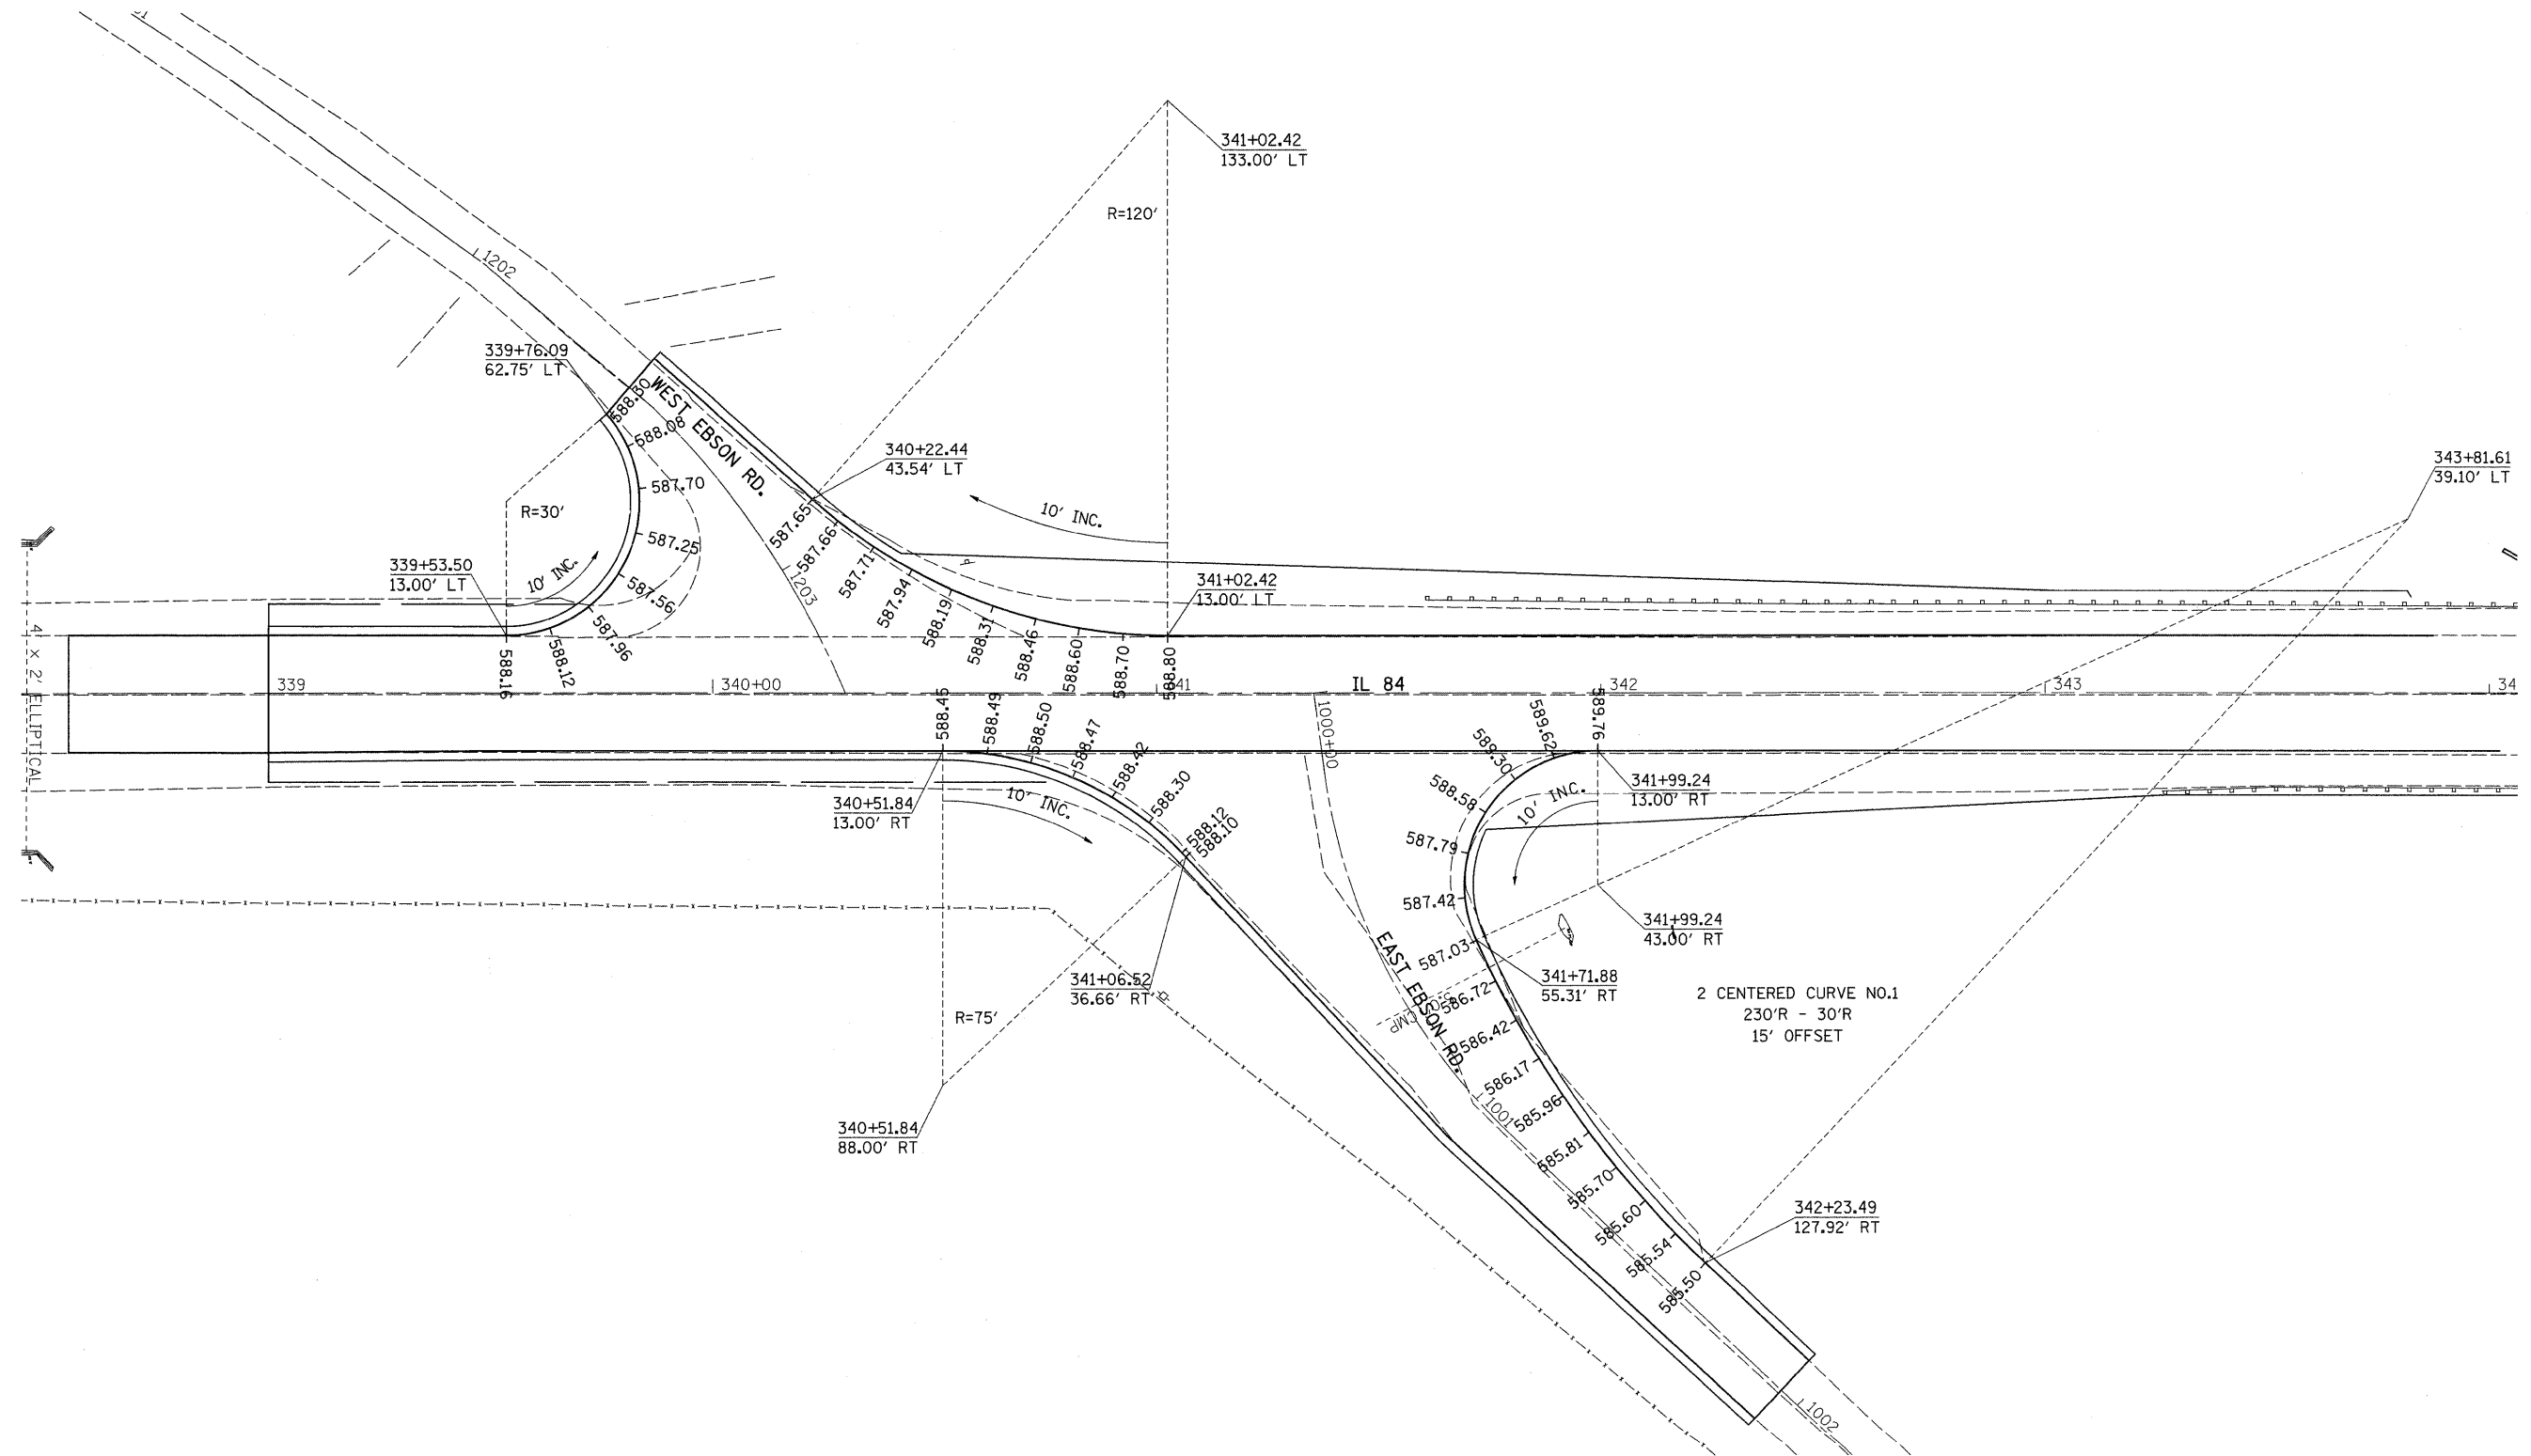 1202
341+02.42
133.00' LT
R=120'
339+76.09
62.75' LT
588.30
WEST EBSON RD.
588.08
587.70
587.25
587.56
587.96
588.12
588.16
R=30'
10' INC.
339+53.50
13.00' LT
340+22.44
43.54' LT
10' INC.
587.65
587.66
587.71
587.94
588.19
588.31
588.46
588.60
588.70
588.80
1203
341+02.42
13.00' LT
343+81.61
39.10' LT
4' x 2' ELLIPTICAL
339
340+00
341
IL 84
342
343
34
588.45
588.49
588.50
588.47
588.42
588.30
588.12
588.10
10' INC.
340+51.84
13.00' RT
1000+00
589.76
589.62
589.30
588.58
587.79
587.42
587.03
586.72
586.42
586.17
585.96
585.81
585.70
585.60
585.54
585.50
10' INC.
341+99.24
13.00' RT
341+99.24
43.00' RT
341+71.88
55.31' RT
341+06.52
36.66' RT
R=75'
340+51.84
88.00' RT
EAST EBSON RD.
CMP
1001
2 CENTERED CURVE NO.1
230'R - 30'R
15' OFFSET
342+23.49
127.92' RT
1002